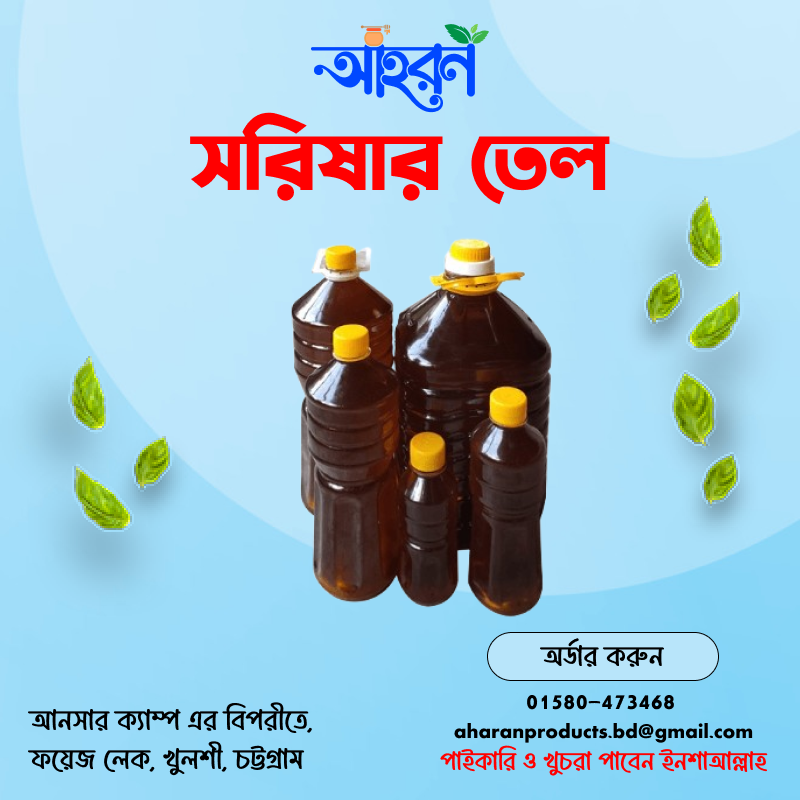 আহরন
সরিষার তেল
অর্ডার করুন
01580-473468
aharanproducts.bd@gmail.com
পাইকারি ও খুচরা পাবেন ইনশাআল্লাহ
আনসার ক্যাম্প এর বিপরীতে,
ফয়েজ লেক, খুলশী, চট্টগ্রাম